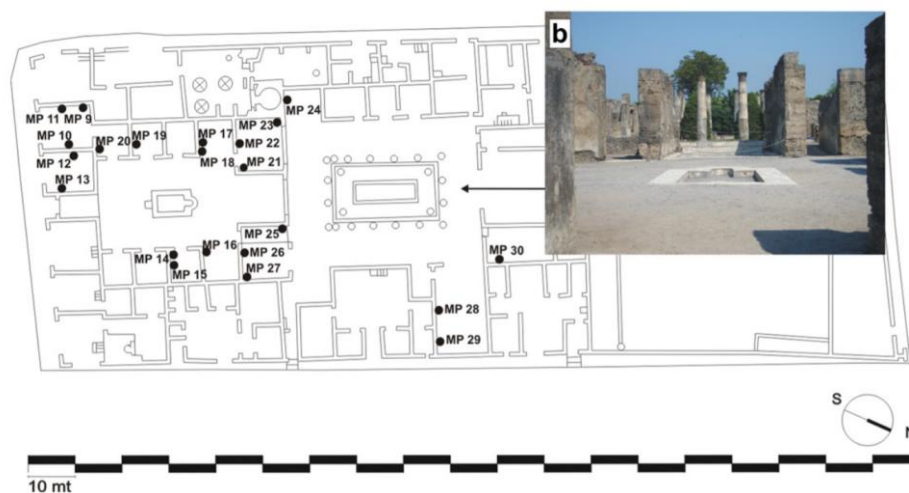 b
MP 24
MP 11 MP 9
MP 23
MP 10
MP 20
MP 19
MP 17
MP 22
MP 12
MP 18
MP 21
MP 13
MP 25
MP 16
MP 14
MP 26
MP 30
MP 15
MP 27
MP 28
MP 29
S
10 mt